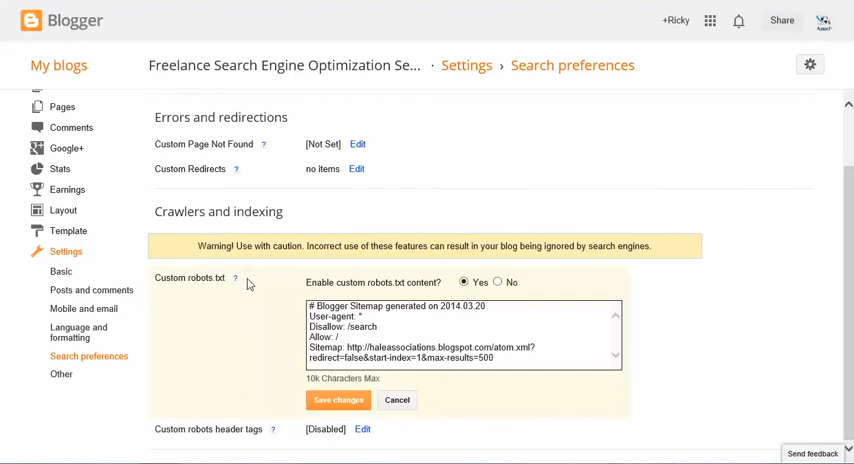 Blogger
+Ricky
Share
My blogs
Freelance Search Engine Optimization Se... · Settings › Search preferences
Pages
Comments
Google+
Stats
Earnings
Layout
Template
Settings
Basic
Posts and comments
Mobile and email
Language and
formatting
Search preferences
Other
Errors and redirections
Custom Page Not Found ? [Not Set] Edit
Custom Redirects ? no items Edit
Crawlers and indexing
Warning! Use with caution. Incorrect use of these features can result in your blog being ignored by search engines.
Custom robots.txt ? Enable custom robots.txt content? Yes No
# Blogger Sitemap generated on 2014.03.20
User-agent: *
Disallow: /search
Allow: /
Sitemap: http://haleassociations.blogspot.com/atom.xml?
redirect=false&start-index=1&max-results=500
10k Characters Max
Save changes Cancel
Custom robots header tags ? [Disabled] Edit
Send feedback